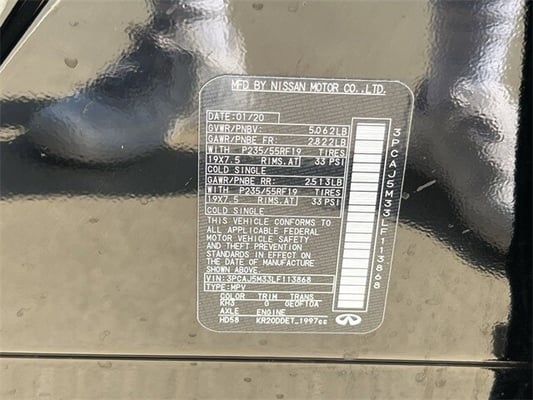 MFD BY NISSAN MOTOR CO.,LTD.
DATE:01/20
GVWR/PNBV: 5,062LB
GAWR/PNBE FR: 2,822LB
WITH P235/55RF19 TIRES
19X7.5 RIMS.AT 33 PSI
COLD SINGLE
GAWR/PNBE RR: 2,513LB
WITH P235/55RF19 TIRES
19X7.5 RIMS.AT 33 PSI
COLD SINGLE
THIS VEHICLE CONFORMS TO
ALL APPLICABLE FEDERAL
MOTOR VEHICLE SAFETY
AND THEFT PREVENTION
STANDARDS IN EFFECT ON
THE DATE OF MANUFACTURE
SHOWN ABOVE.
VIN:3PCAJ5M33LF113868
TYPE:MPV
COLOR TRIM TRANS
KH3 G GE0F10A
AXLE ENGINE
HD58 KR20DDET 1997cc
3PCAJ5M33LF113868